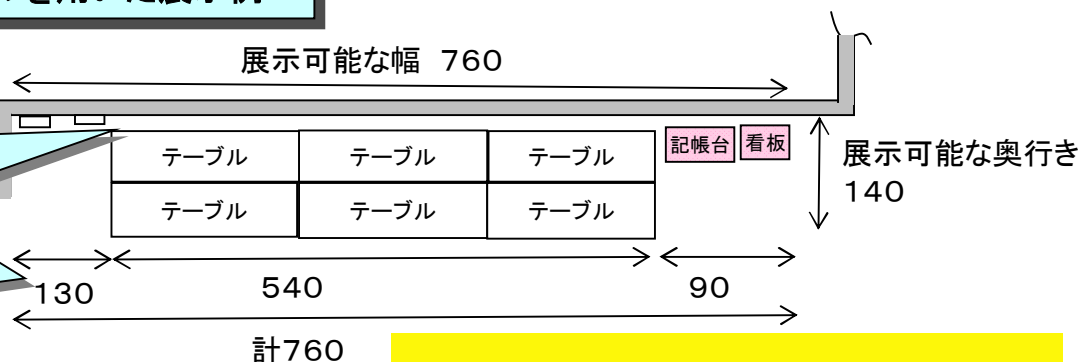 展示可能な幅 760
テーブル テーブル テーブル 記帳台 看板
展示可能な奥行き
140
テーブル テーブル テーブル
130 540 90
計760